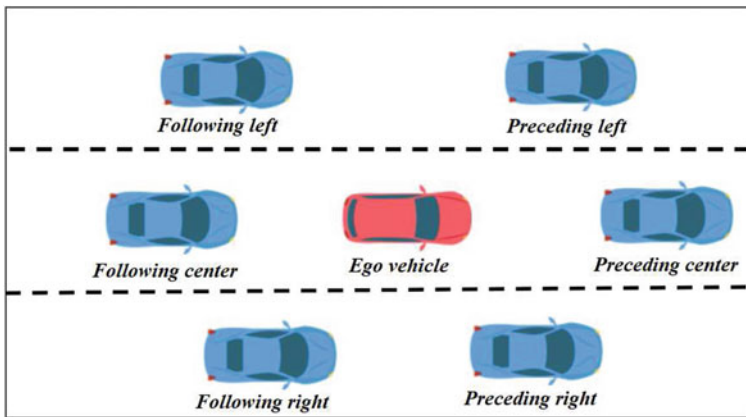 Following left
Preceding left
Following center
Ego vehicle
Preceding center
Following right
Preceding right